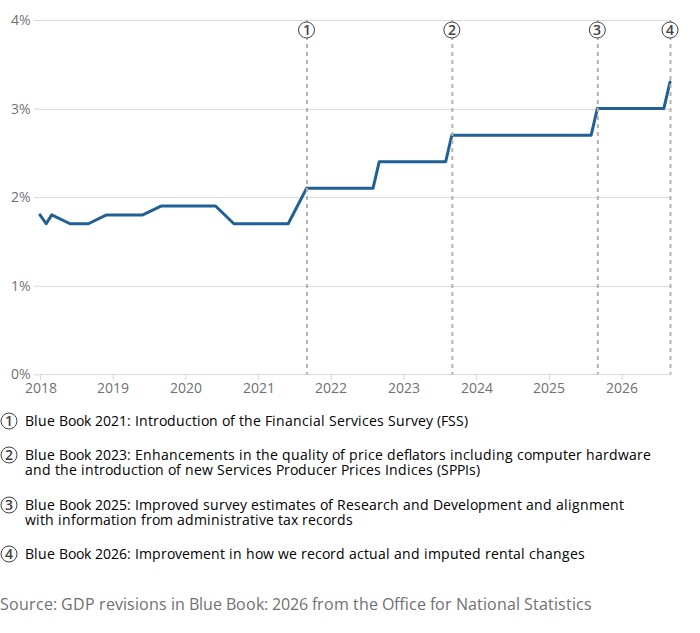 4%
① ② ③ ④
3%
2%
1%
0%
2018 2019 2020 2021 2022 2023 2024 2025 2026
① Blue Book 2021: Introduction of the Financial Services Survey (FSS)
② Blue Book 2023: Enhancements in the quality of price deflators including computer hardware
and the introduction of new Services Producer Prices Indices (SPPIs)
③ Blue Book 2025: Improved survey estimates of Research and Development and alignment
with information from administrative tax records
④ Blue Book 2026: Improvement in how we record actual and imputed rental changes
Source: GDP revisions in Blue Book: 2026 from the Office for National Statistics